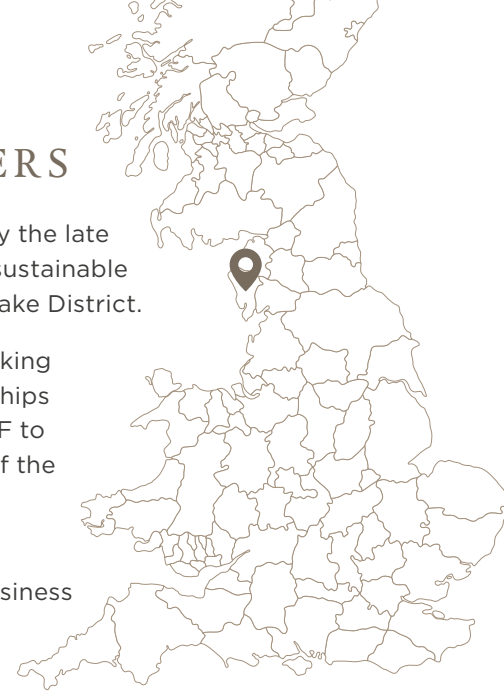 ERS
y the late
sustainable
ake District.
king
hips
F to
f the
siness